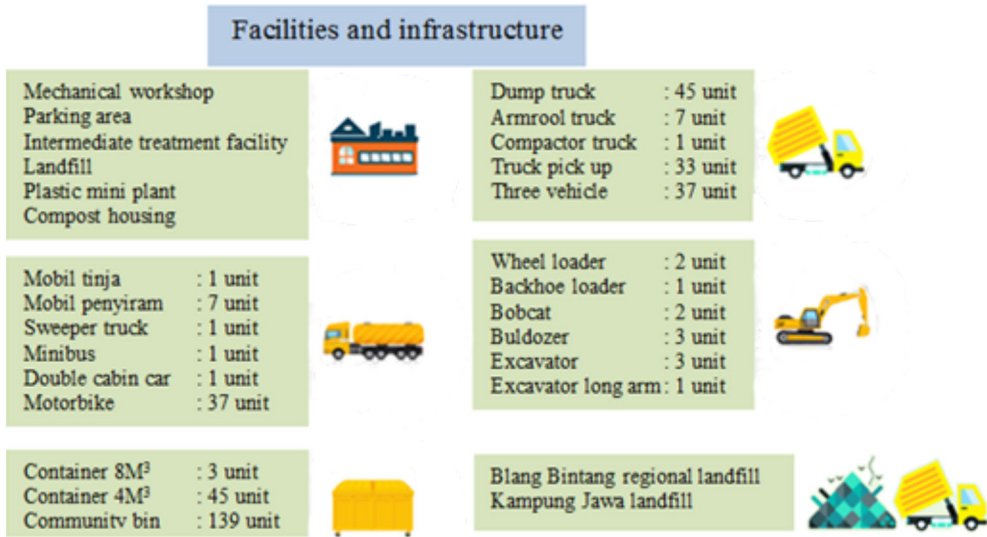 Facilities and infrastructure
Mechanical workshop
Parking area
Intermediate treatment facility
Landfill
Plastic mini plant
Compost housing
Dump truck : 45 unit
Armrool truck : 7 unit
Compactor truck : 1 unit
Truck pick up : 33 unit
Three vehicle : 37 unit
Mobil tinja : 1 unit
Mobil penyiram : 7 unit
Sweeper truck : 1 unit
Minibus : 1 unit
Double cabin car : 1 unit
Motorbike : 37 unit
Wheel loader : 2 unit
Backhoe loader : 1 unit
Bobcat : 2 unit
Buldozer : 3 unit
Excavator : 3 unit
Excavator long arm : 1 unit
Container 8M³ : 3 unit
Container 4M³ : 45 unit
Community bin : 139 unit
Blang Bintang regional landfill
Kampung Jawa landfill